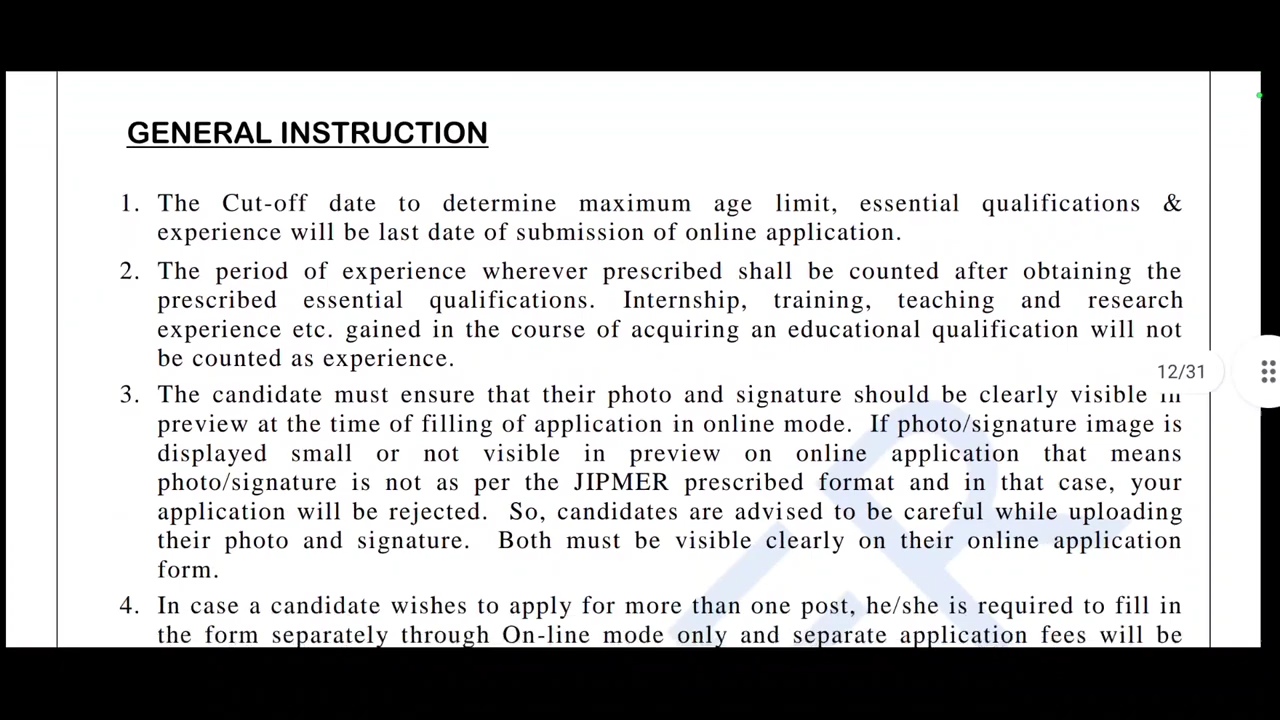 GENERAL INSTRUCTION
1. The Cut-off date to determine maximum age limit, essential qualifications &
experience will be last date of submission of online application.
2. The period of experience wherever prescribed shall be counted after obtaining the
prescribed essential qualifications. Internship, training, teaching and research
experience etc. gained in the course of acquiring an educational qualification will not
be counted as experience.
12/31
3. The candidate must ensure that their photo and signature should be clearly visible in
preview at the time of filling of application in online mode. If photo/signature image is
displayed small or not visible in preview on online application that means
photo/signature is not as per the JIPMER prescribed format and in that case, your
application will be rejected. So, candidates are advised to be careful while uploading
their photo and signature. Both must be visible clearly on their online application
form.
4. In case a candidate wishes to apply for more than one post, he/she is required to fill in
the form separately through On-line mode only and separate application fees will be